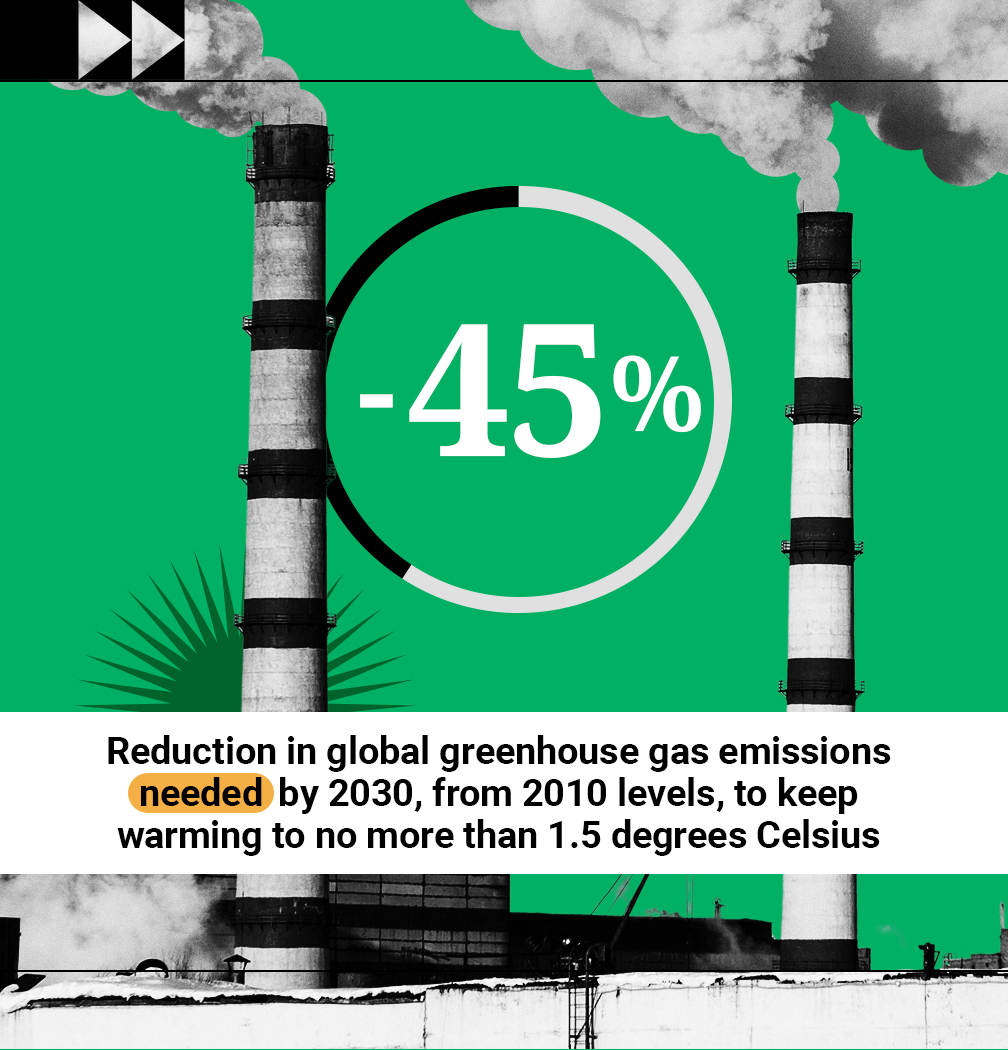 -45%
Reduction in global greenhouse gas emissions
needed by 2030, from 2010 levels, to keep
warming to no more than 1.5 degrees Celsius